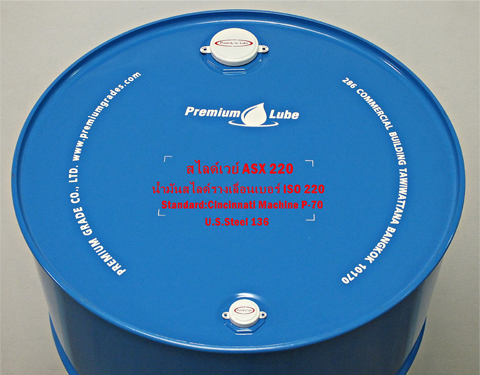 Premium Lube
PREMIUM GRADE CO., LTD. www.premiumgrades.com
286 COMMERCIAL BUILDING TAWIWATTANA BANGKOK 10170
สไลด์เวย์ ASX 220
น้ำมันสไลด์รางเลื่อนเบอร์ ISO 220
Standard:Cincinnati Machine P-70
U.S.Steel 136